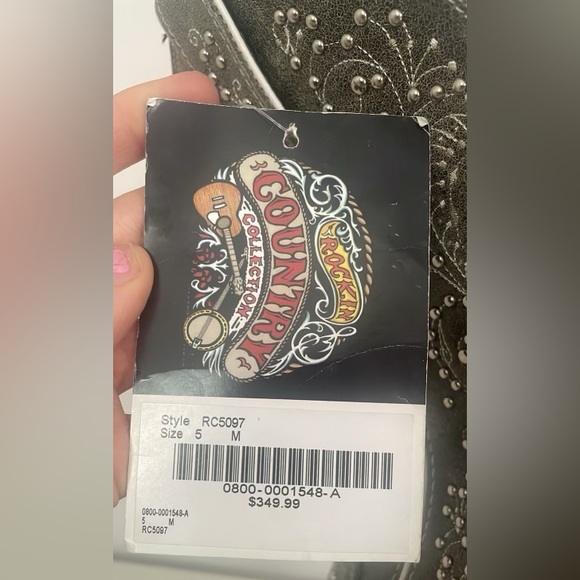 ROCKIN
COUNTRY
COLLECTION
Style RC5097
Size 5 M
0800-0001548-A
$349.99
0800-0001548-A
5 M
RC5097